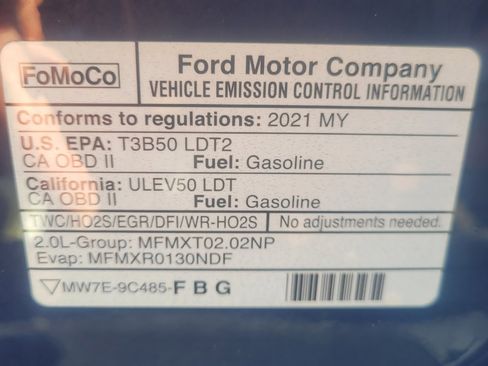 FoMoCo
Ford Motor Company
VEHICLE EMISSION CONTROL INFORMATION
Conforms to regulations: 2021 MY
U.S. EPA: T3B50 LDT2
CA OBD II Fuel: Gasoline
California: ULEV50 LDT
CA OBD II Fuel: Gasoline
TWC/HO2S/EGR/DFI/WR-HO2S No adjustments needed.
2.0L-Group: MFMXT02.02NP
Evap: MFMXR0130NDF
MW7E-9C485-F B G